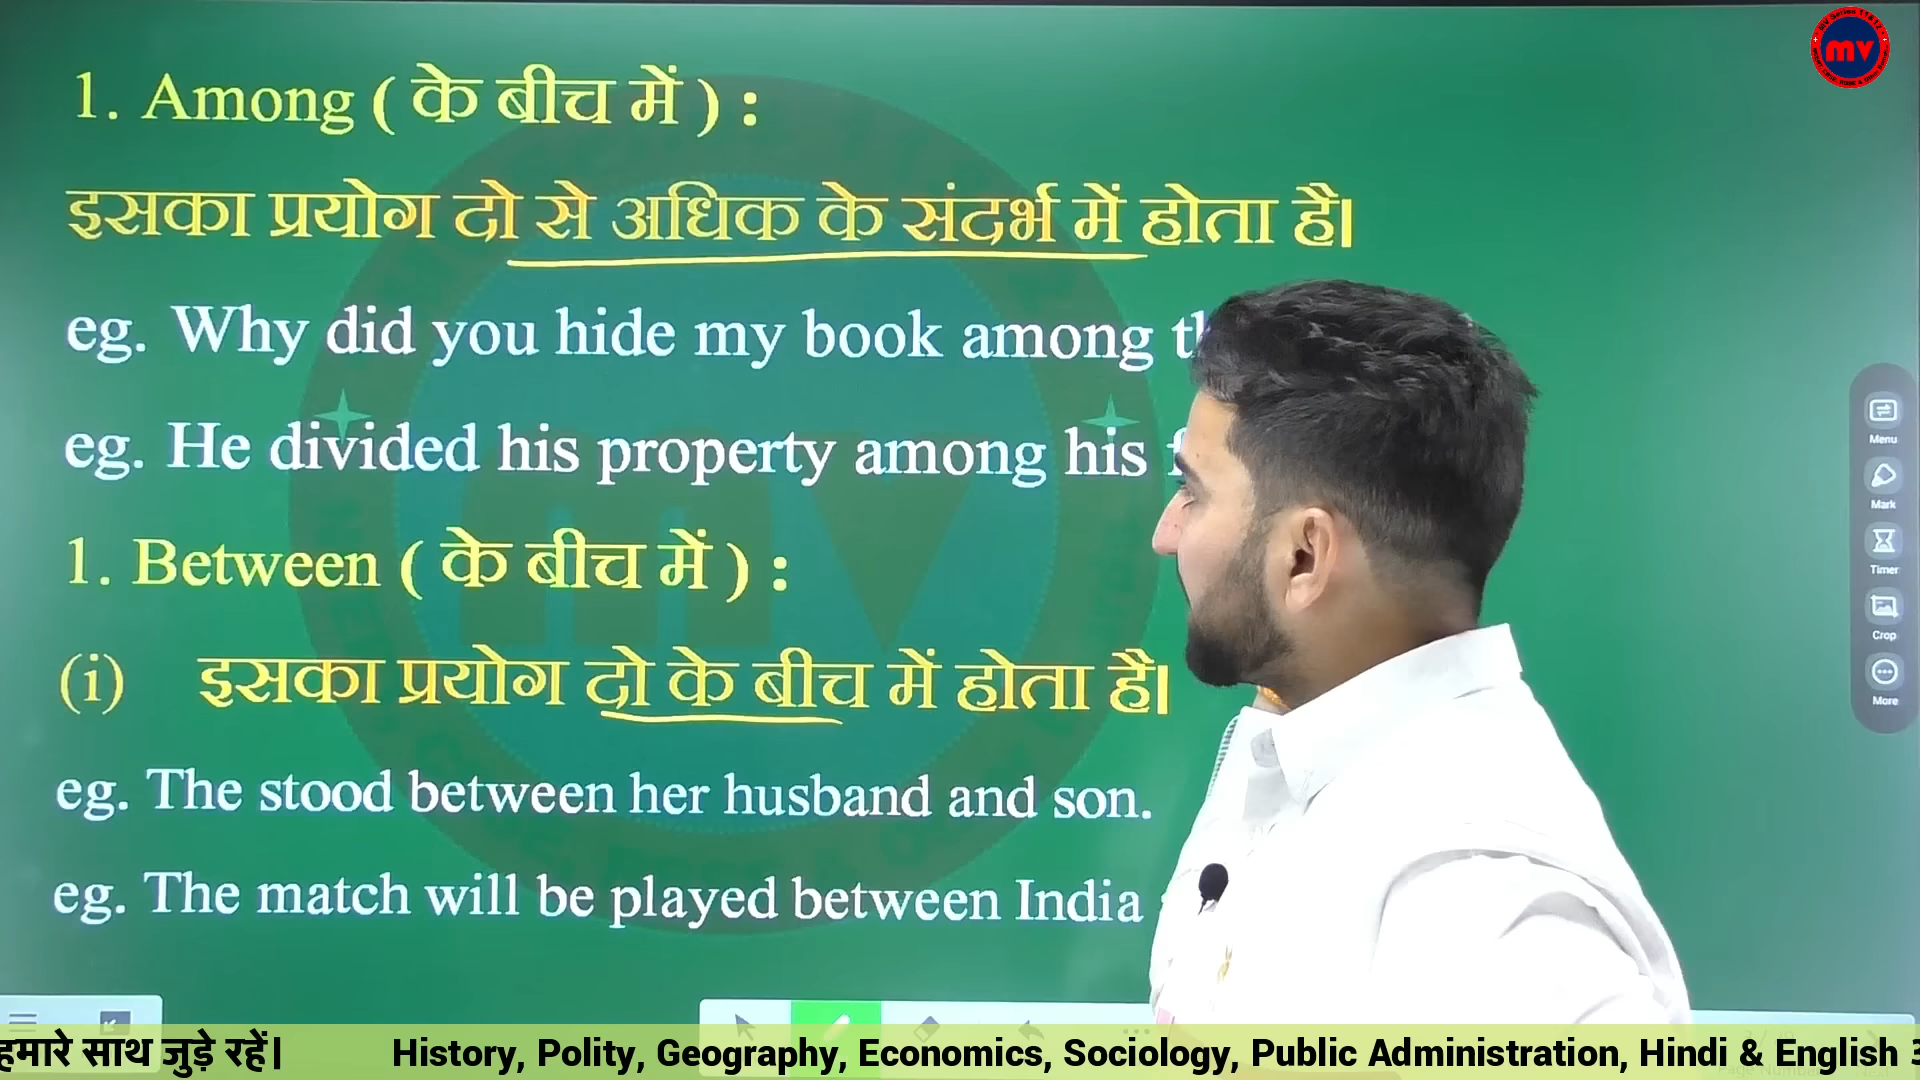 1. Among ( के बीच में ) :
इसका प्रयोग दो से अधिक के संदर्भ में होता है।
eg. Why did you hide my book among
eg. He divided his property among his
1. Between ( के बीच में ) :
(i) इसका प्रयोग दो के बीच में होता है।
eg. The stood between her husband and son.
eg. The match will be played between India
mv
Menu
Mark
Timer
Crop
More
हमारे साथ जुड़े रहें। History, Polity, Geography, Economics, Sociology, Public Administration, Hindi & English